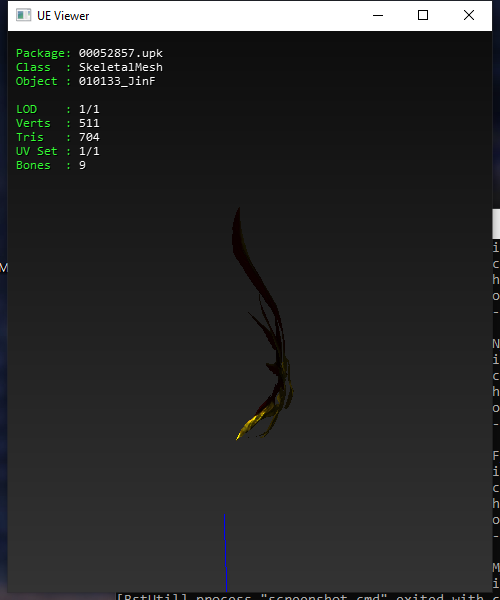 UE Viewer
Package: 00052857.upk
Class : SkeletalMesh
Object : 010133_JinF
LOD : 1/1
Verts : 511
Tris : 704
UV Set : 1/1
Bones : 9
M
i
c
h
o
-
N
i
c
h
o
-
F
i
c
h
o
-
M
i
[BstUtil] process "screenshot.cmd" exited with c